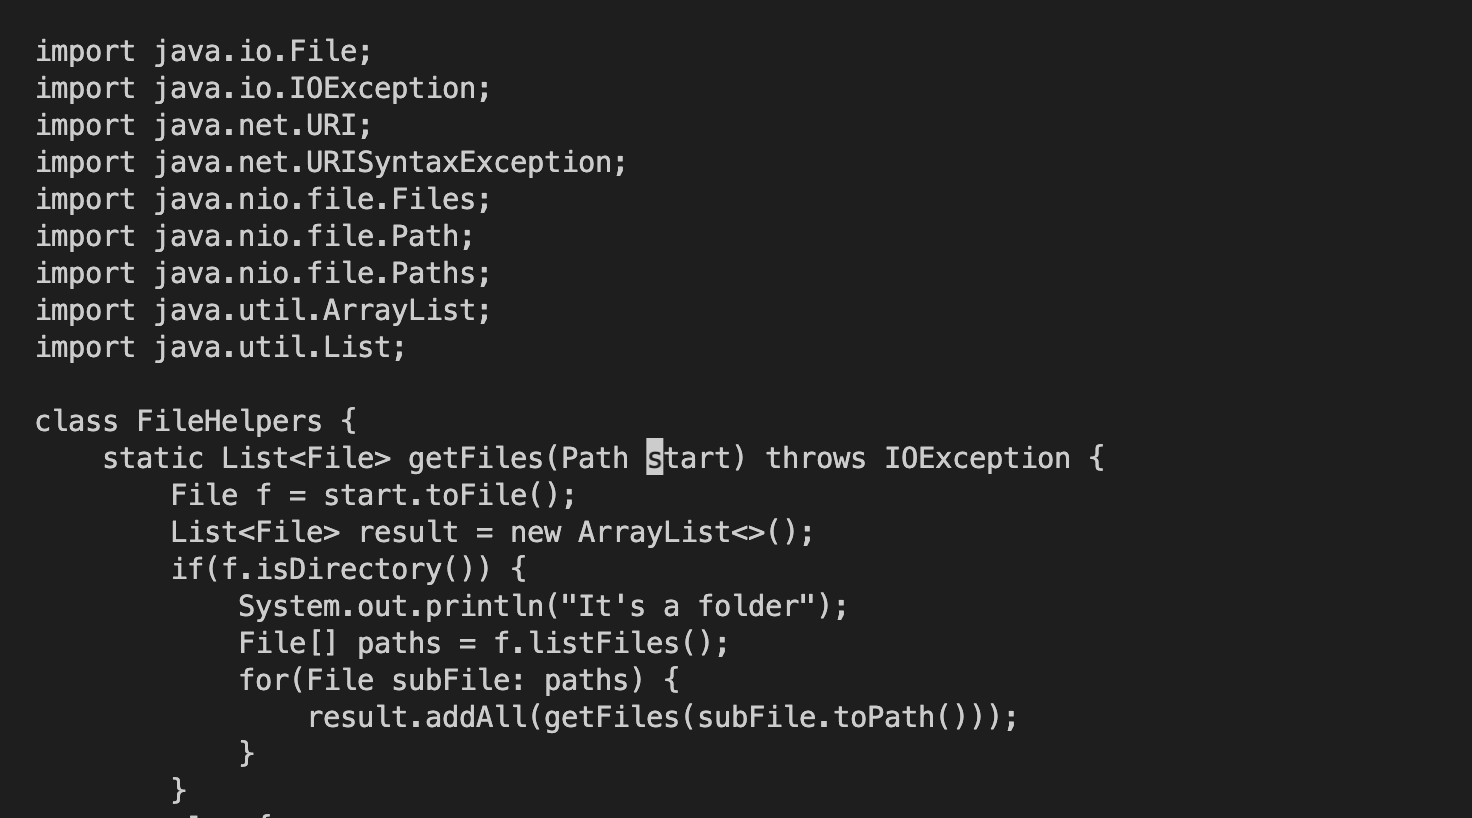 import java.io.File;
import java.io.IOException;
import java.net.URI;
import java.net.URISyntaxException;
import java.nio.file.Files;
import java.nio.file.Path;
import java.nio.file.Paths;
import java.util.ArrayList;
import java.util.List;

class FileHelpers {
    static List<File> getFiles(Path start) throws IOException {
        File f = start.toFile();
        List<File> result = new ArrayList<>();
        if(f.isDirectory()) {
            System.out.println("It's a folder");
            File[] paths = f.listFiles();
            for(File subFile: paths) {
                result.addAll(getFiles(subFile.toPath()));
            }
        }